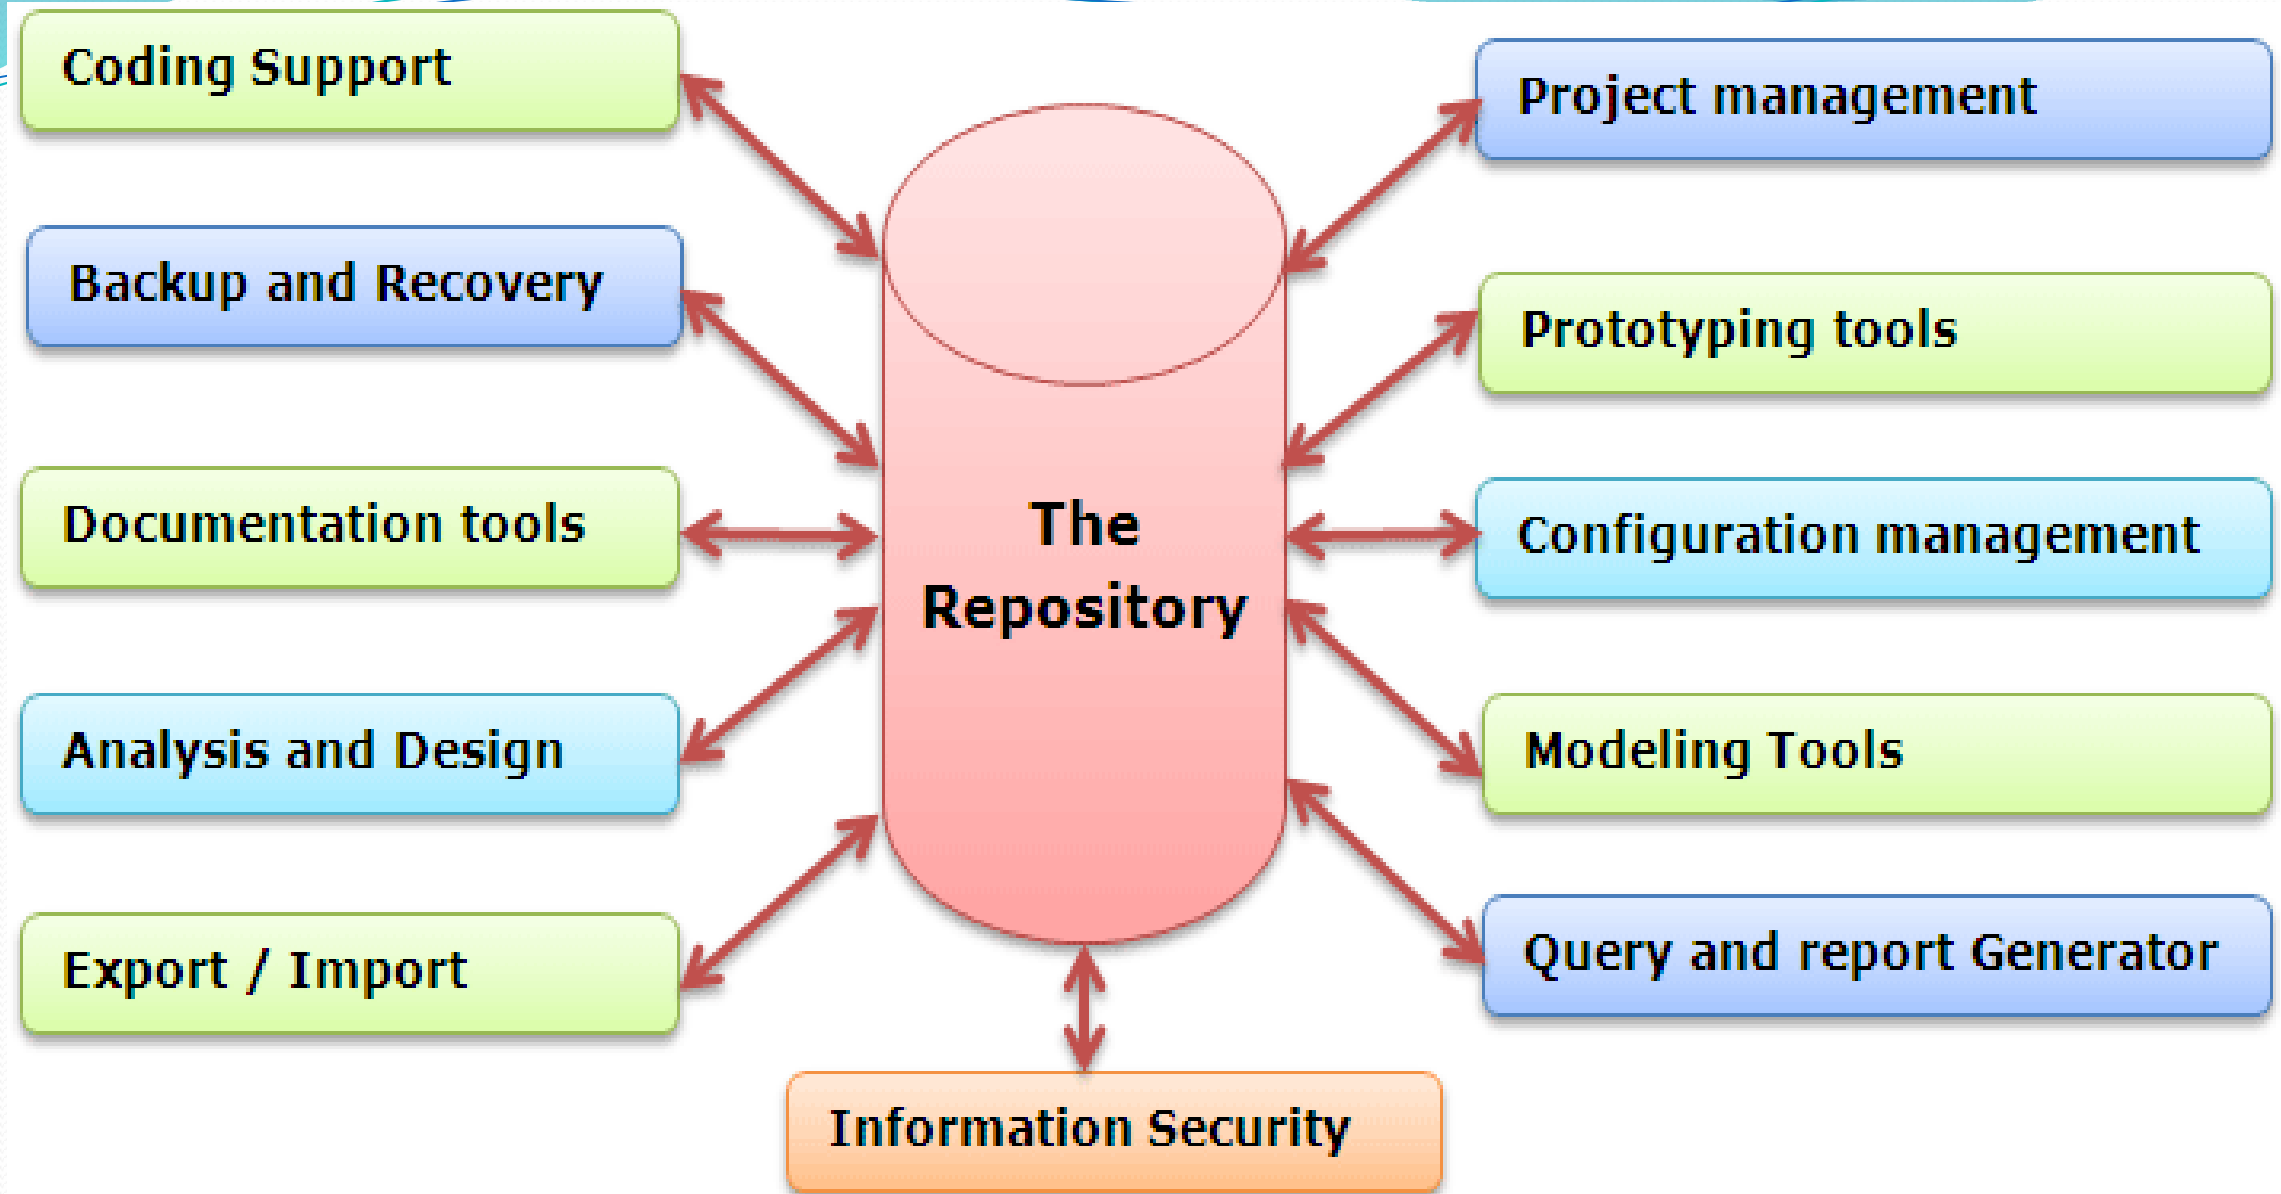 Coding Support
Backup and Recovery
Documentation tools
Analysis and Design
Export / Import
The
Repository
Project management
Prototyping tools
Configuration management
Modeling Tools
Query and report Generator
Information Security